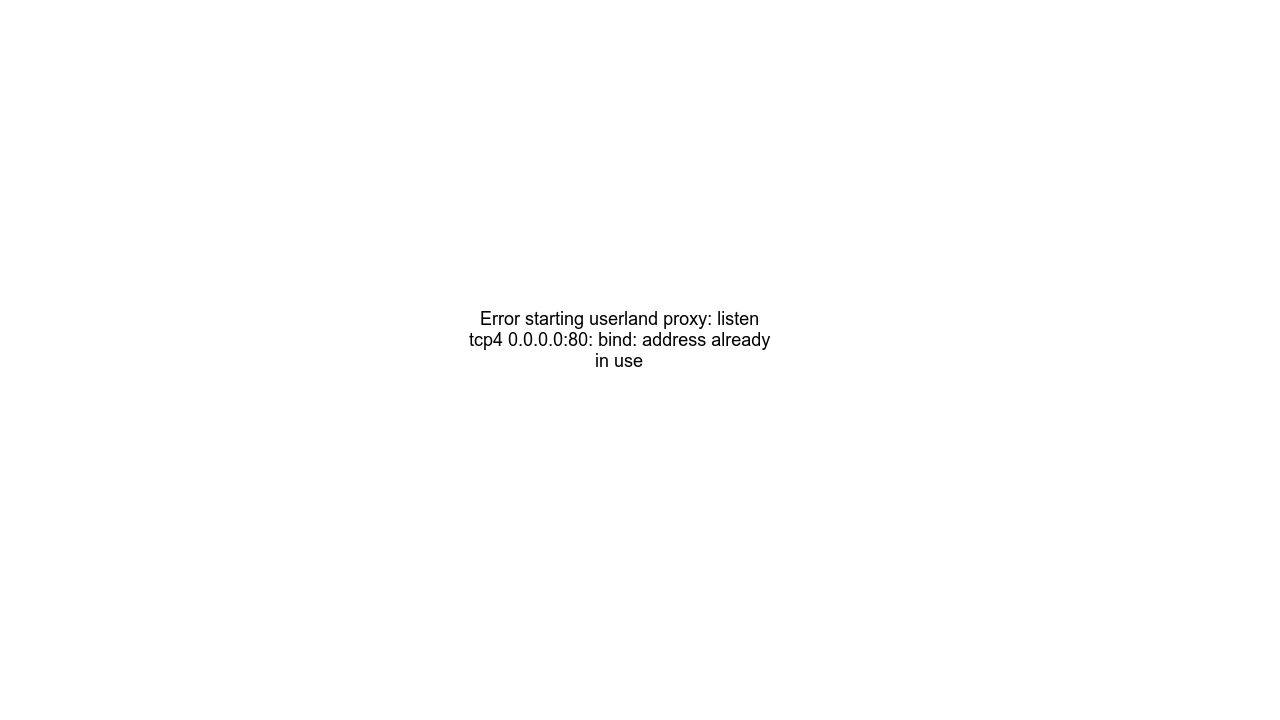 Error starting userland proxy: listen
tcp4 0.0.0.0:80: bind: address already
in use